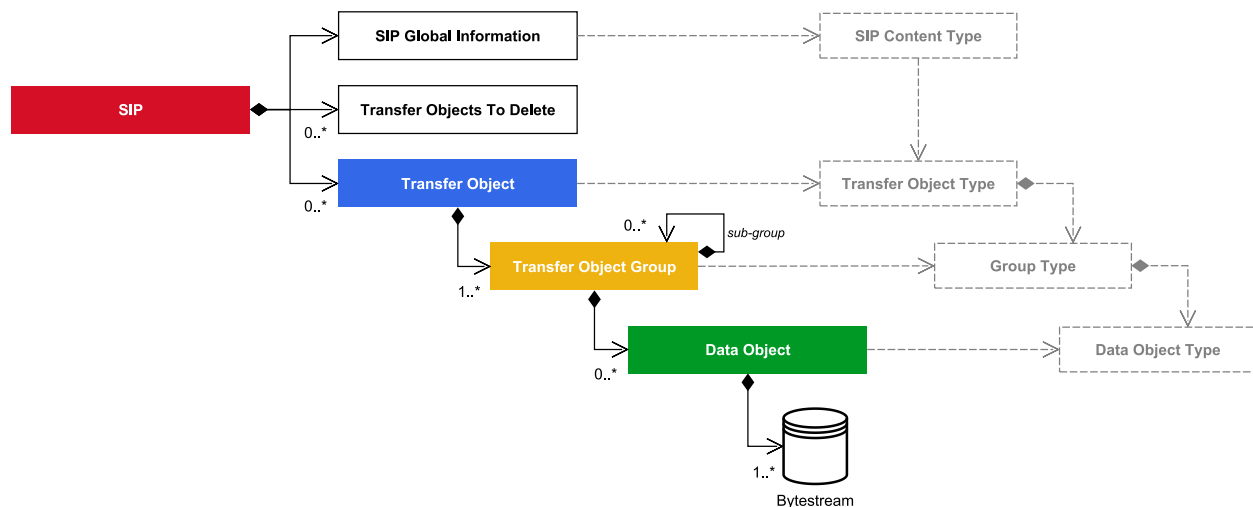 SIP Global Information
SIP Content Type
SIP
Transfer Objects To Delete
0..*
Transfer Object
Transfer Object Type
0..*
0..*
sub-group
Transfer Object Group
Group Type
1..*
Data Object
Data Object Type
0..*
1..*
Bytestream